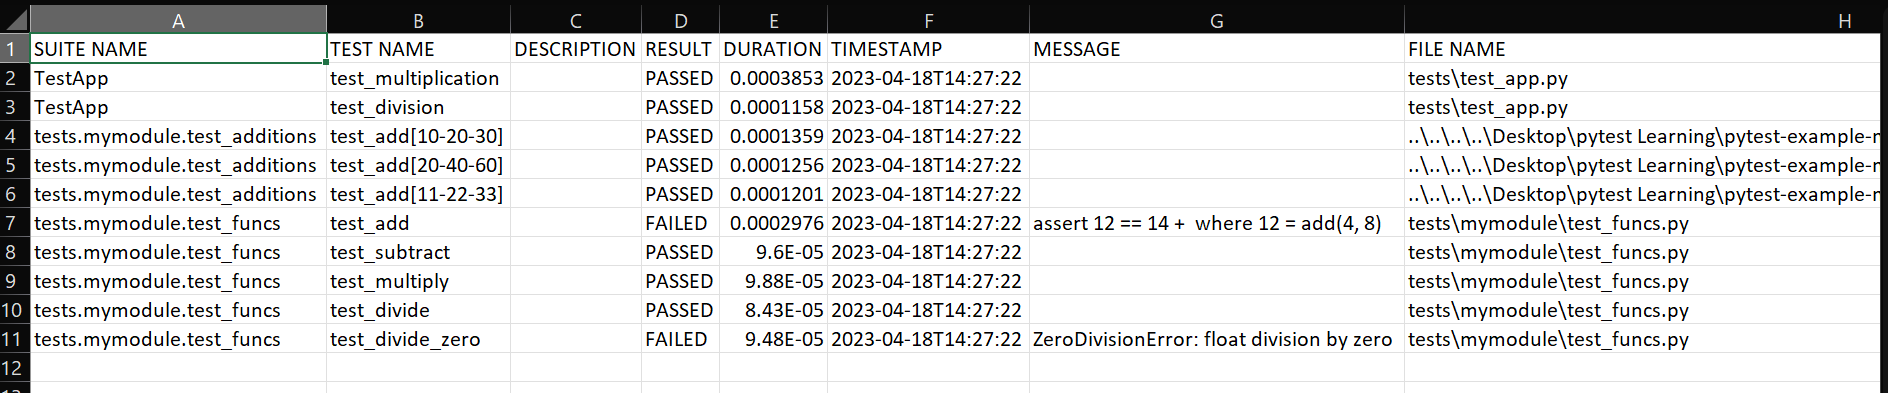 A B C D E F G H
1 SUITE NAME TEST NAME DESCRIPTION RESULT DURATION TIMESTAMP MESSAGE FILE NAME
2 TestApp test_multiplication PASSED 0.0003853 2023-04-18T14:27:22 tests\test_app.py
3 TestApp test_division PASSED 0.0001158 2023-04-18T14:27:22 tests\test_app.py
4 tests.mymodule.test_additions test_add[10-20-30] PASSED 0.0001359 2023-04-18T14:27:22 ..\..\..\..\Desktop\pytest Learning\pytest-example-
5 tests.mymodule.test_additions test_add[20-40-60] PASSED 0.0001256 2023-04-18T14:27:22 ..\..\..\..\Desktop\pytest Learning\pytest-example-
6 tests.mymodule.test_additions test_add[11-22-33] PASSED 0.0001201 2023-04-18T14:27:22 ..\..\..\..\Desktop\pytest Learning\pytest-example-
7 tests.mymodule.test_funcs test_add FAILED 0.0002976 2023-04-18T14:27:22 assert 12 == 14 +  where 12 = add(4, 8) tests\mymodule\test_funcs.py
8 tests.mymodule.test_funcs test_subtract PASSED 9.6E-05 2023-04-18T14:27:22 tests\mymodule\test_funcs.py
9 tests.mymodule.test_funcs test_multiply PASSED 9.88E-05 2023-04-18T14:27:22 tests\mymodule\test_funcs.py
10 tests.mymodule.test_funcs test_divide PASSED 8.43E-05 2023-04-18T14:27:22 tests\mymodule\test_funcs.py
11 tests.mymodule.test_funcs test_divide_zero FAILED 9.48E-05 2023-04-18T14:27:22 ZeroDivisionError: float division by zero tests\mymodule\test_funcs.py
12